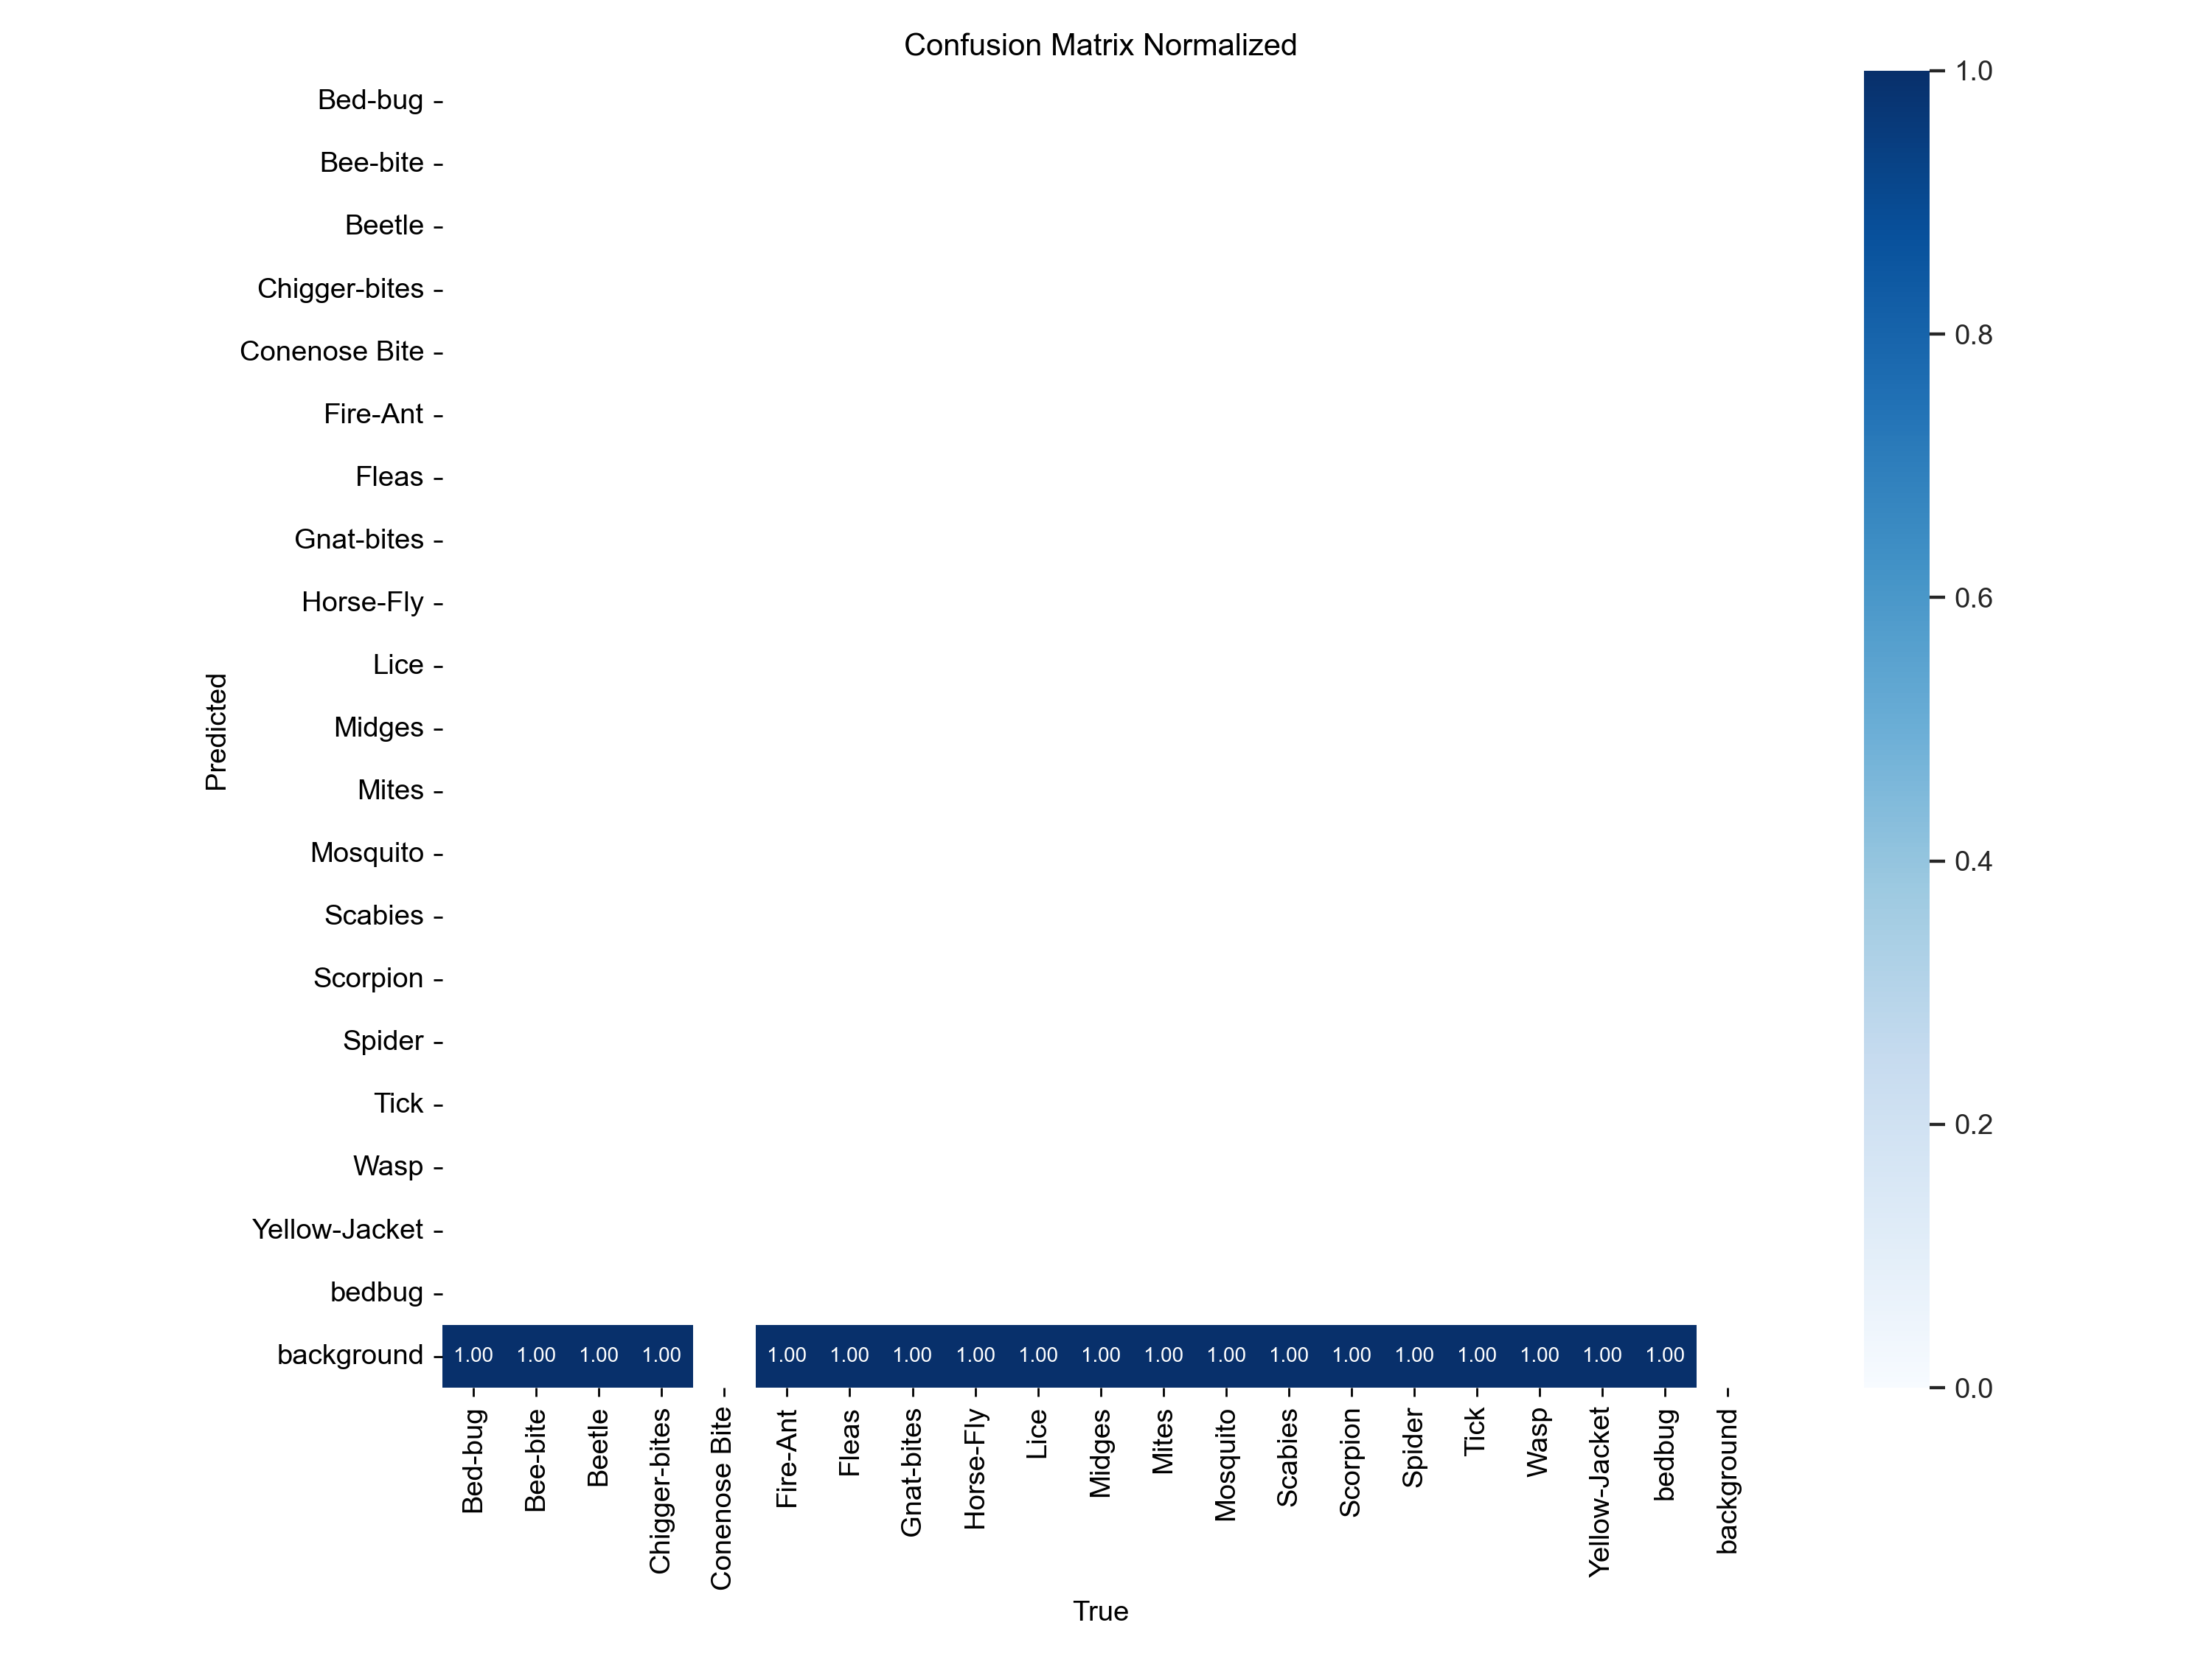 Confusion Matrix Normalized
Predicted
Bed-bug
Bee-bite
Beetle
Chigger-bites
Conenose Bite
Fire-Ant
Fleas
Gnat-bites
Horse-Fly
Lice
Midges
Mites
Mosquito
Scabies
Scorpion
Spider
Tick
Wasp
Yellow-Jacket
bedbug
background 1.00 1.00 1.00 1.00 1.00 1.00 1.00 1.00 1.00 1.00 1.00 1.00 1.00 1.00 1.00 1.00 1.00 1.00 1.00
Bed-bug
Bee-bite
Beetle
Chigger-bites
Conenose Bite
Fire-Ant
Fleas
Gnat-bites
Horse-Fly
Lice
Midges
Mites
Mosquito
Scabies
Scorpion
Spider
Tick
Wasp
Yellow-Jacket
bedbug
background
True
1.0
0.8
0.6
0.4
0.2
0.0